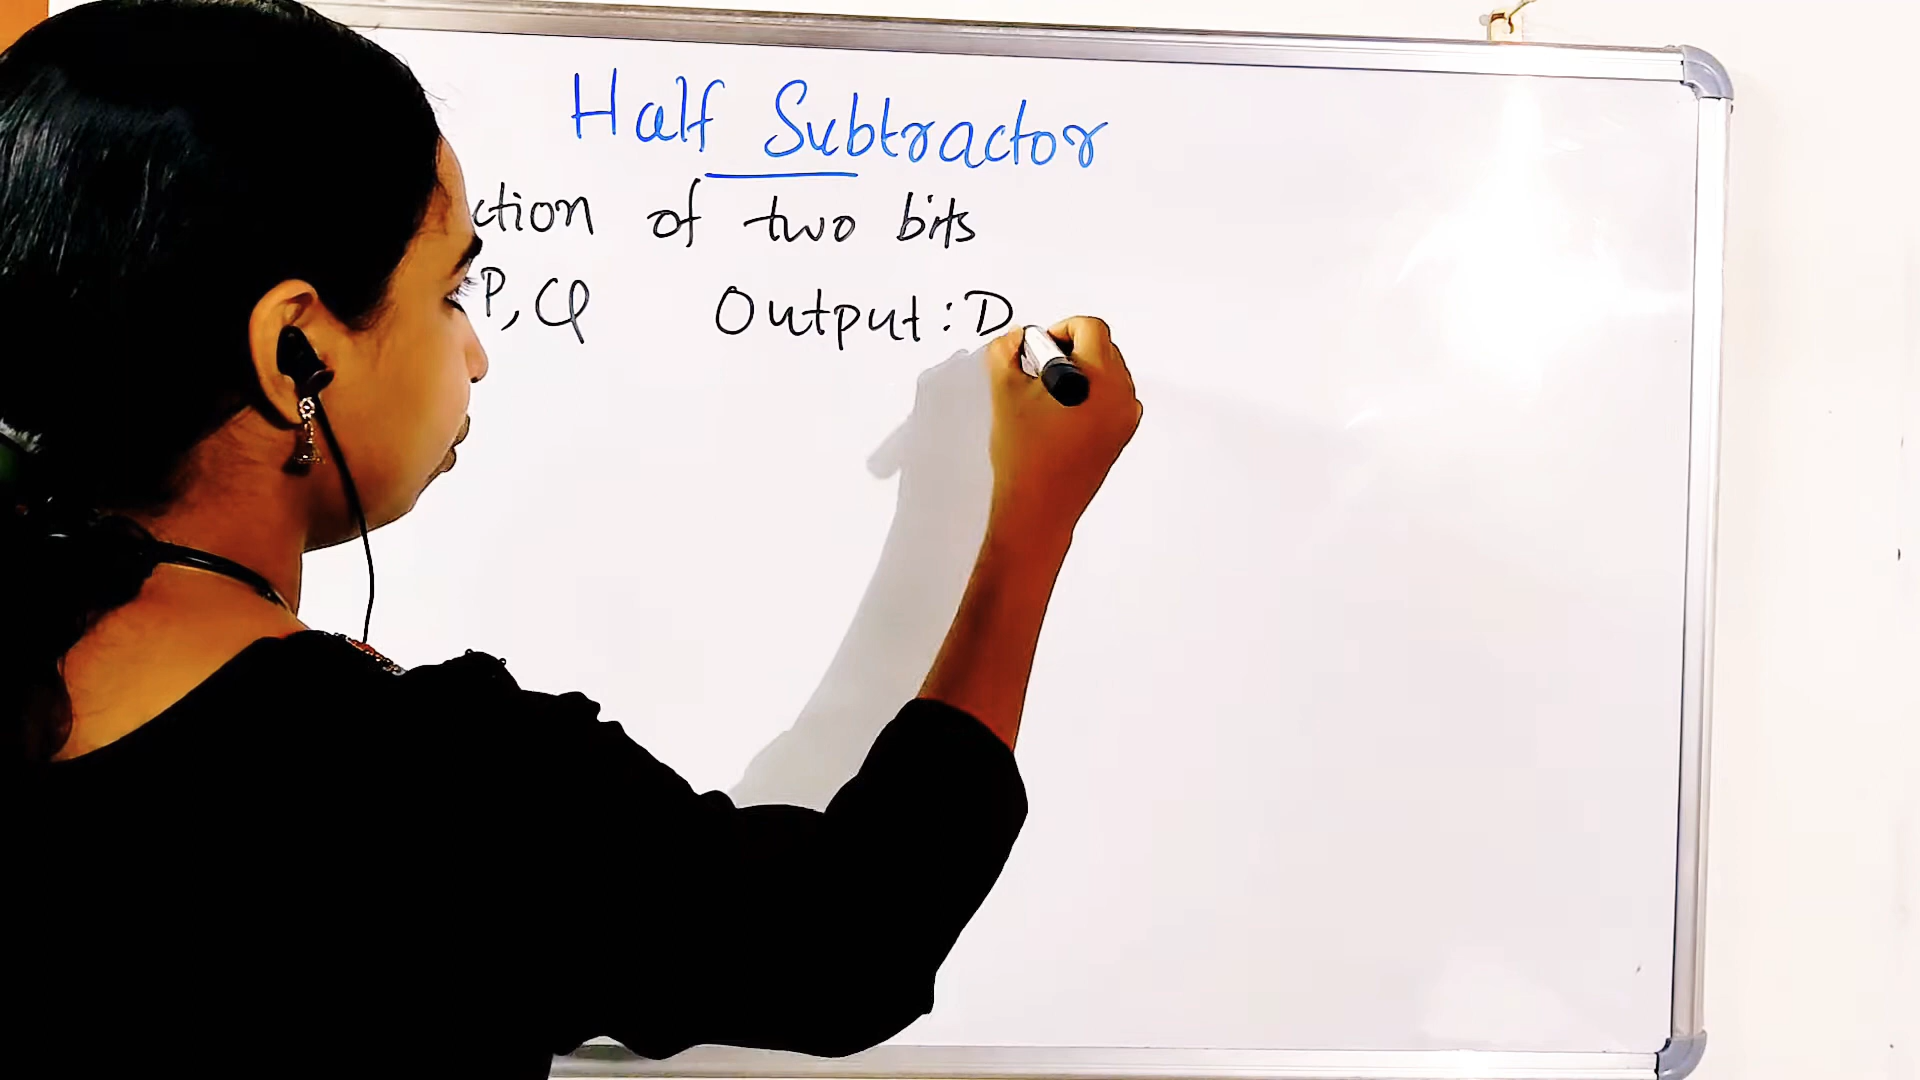 Half Subtractor
ction of two bits
P, Q Output : D